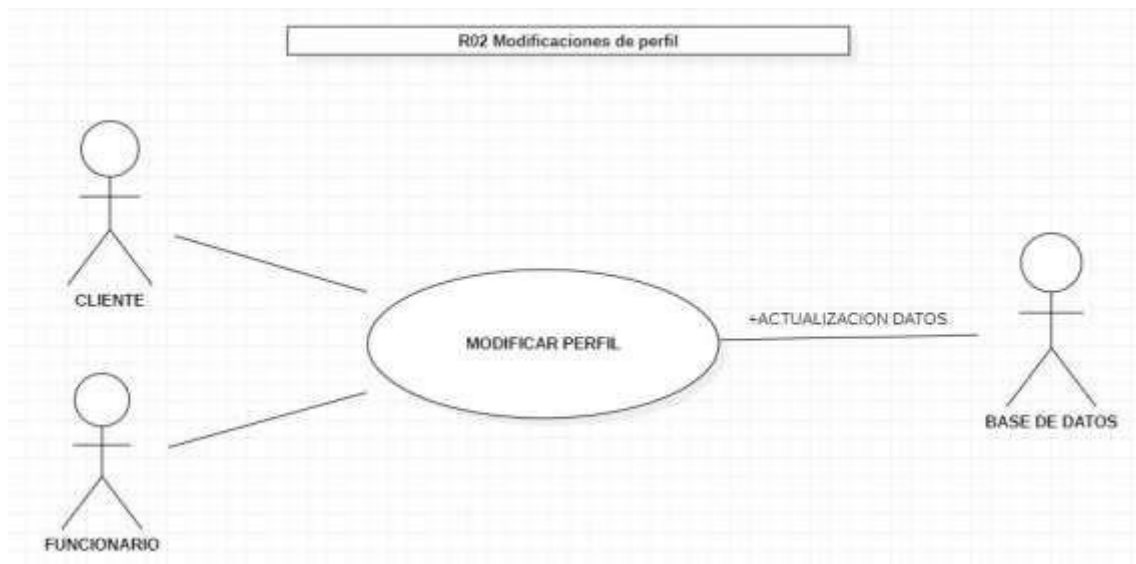 R02 Modificaciones de perfil
CLIENTE
MODIFICAR PERFIL
+ACTUALIZACION DATOS
BASE DE DATOS
FUNCIONARIO